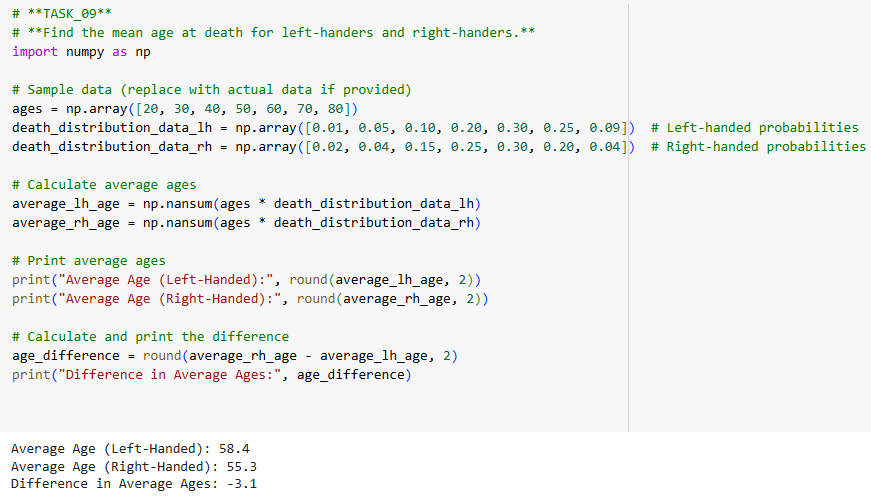 # **TASK_09**
# **Find the mean age at death for left-handers and right-handers.**
import numpy as np
# Sample data (replace with actual data if provided)
ages = np.array([20, 30, 40, 50, 60, 70, 80])
death_distribution_data_lh = np.array([0.01, 0.05, 0.10, 0.20, 0.30, 0.25, 0.09])  # Left-handed probabilities
death_distribution_data_rh = np.array([0.02, 0.04, 0.15, 0.25, 0.30, 0.20, 0.04])  # Right-handed probabilities
# Calculate average ages
average_lh_age = np.nansum(ages * death_distribution_data_lh)
average_rh_age = np.nansum(ages * death_distribution_data_rh)
# Print average ages
print("Average Age (Left-Handed):", round(average_lh_age, 2))
print("Average Age (Right-Handed):", round(average_rh_age, 2))
# Calculate and print the difference
age_difference = round(average_rh_age - average_lh_age, 2)
print("Difference in Average Ages:", age_difference)
Average Age (Left-Handed): 58.4
Average Age (Right-Handed): 55.3
Difference in Average Ages: -3.1